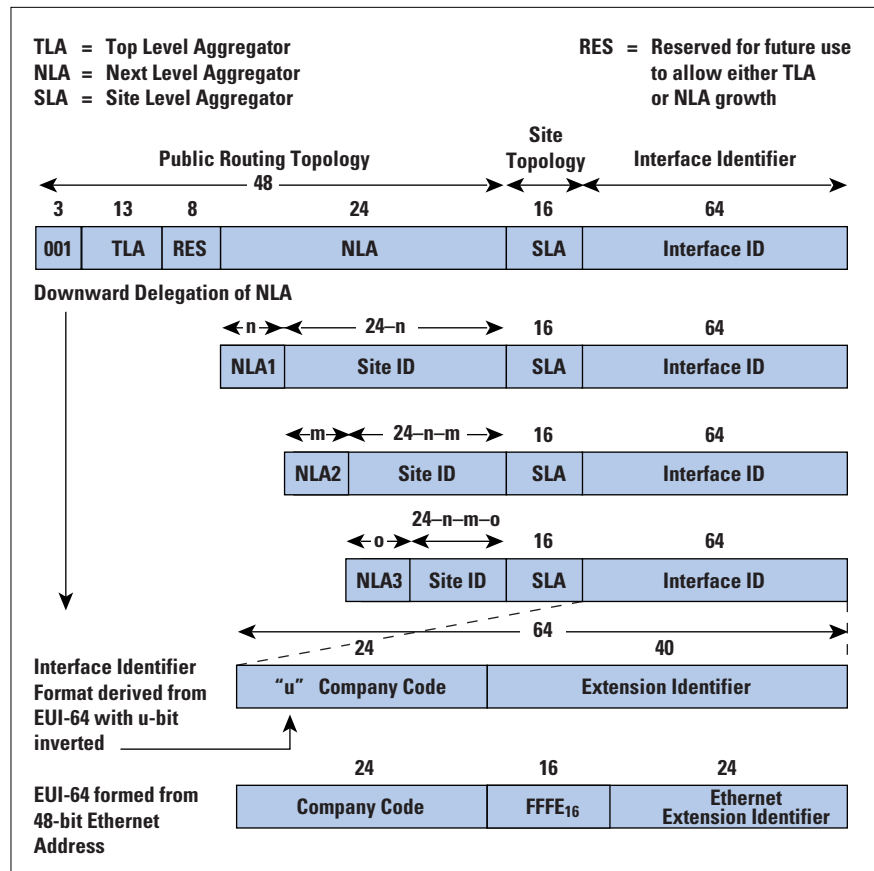 TLA = Top Level Aggregator
NLA = Next Level Aggregator
SLA = Site Level Aggregator
RES = Reserved for future use
to allow either TLA
or NLA growth
Public Routing Topology
Site
Topology
Interface Identifier
48
3 13 8 24 16 64
001 TLA RES NLA SLA Interface ID
Downward Delegation of NLA
n 24–n 16 64
NLA1 Site ID SLA Interface ID
m 24–n–m 16 64
NLA2 Site ID SLA Interface ID
24–n–m–o
o 16 64
NLA3 Site ID SLA Interface ID
64
24 40
Interface Identifier
Format derived from
EUI-64 with u-bit
inverted
"u" Company Code Extension Identifier
24 16 24
EUI-64 formed from
48-bit Ethernet
Address
Company Code FFFE₁₆ Ethernet
Extension Identifier